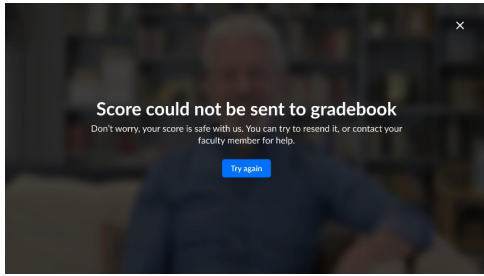 Score could not be sent to gradebook
Don't worry, your score is safe with us. You can try to resend it, or contact your
faculty member for help.
Try again